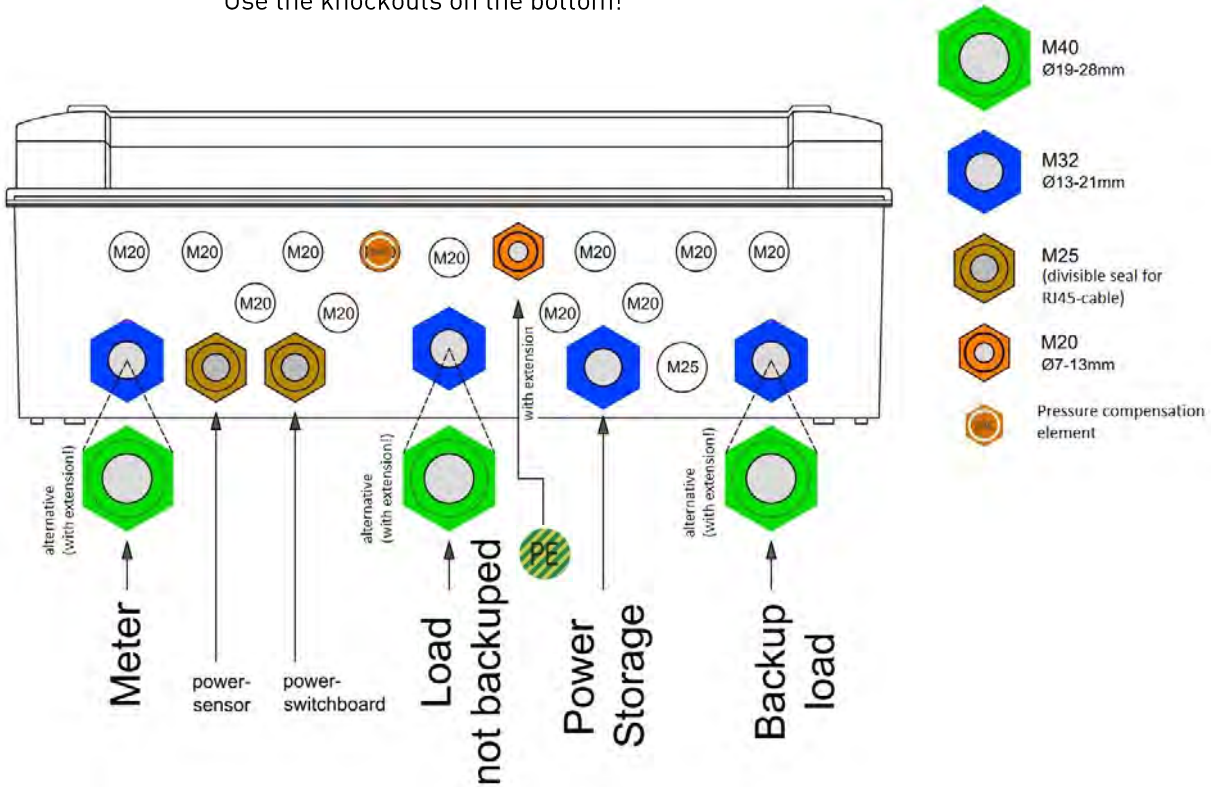 Use the knockouts on the bottom!
M40
Ø19-28mm
M32
Ø13-21mm
M25
(divisible seal for
RJ45-cable)
M20
Ø7-13mm
Pressure compensation
element
M20
M20
M20
M20
M20
M20
M20
M20
M20
M20
M20
M25
with extension
alternative
(with extension!)
alternative
(with extension!)
alternative
(with extension!)
PE
Meter
power-
sensor
power-
switchboard
Load
not backuped
Power
Storage
Backup
load